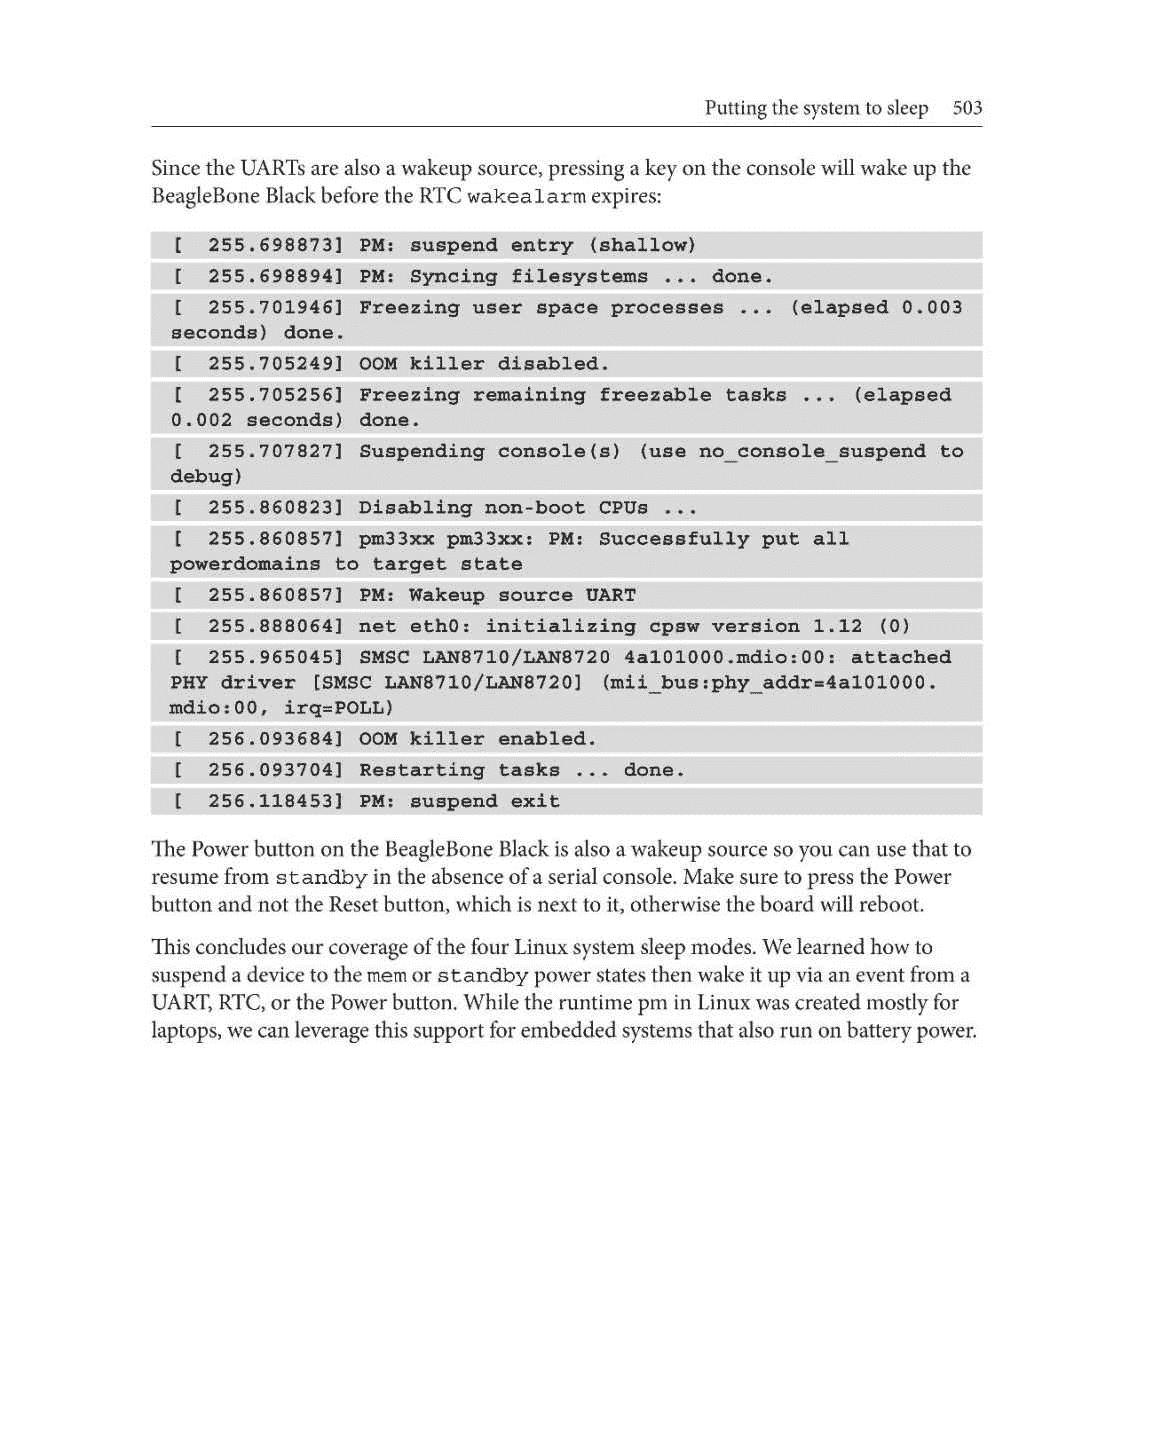 Putting the system to sleep 503
Since the UARTs are also a wakeup source, pressing a key on the console will wake up the
BeagleBone Black before the RTC wakealarm expires:
[  255.698873] PM: suspend entry (shallow)
[  255.698894] PM: Syncing filesystems ... done.
[  255.701946] Freezing user space processes ... (elapsed 0.003
seconds) done.
[  255.705249] OOM killer disabled.
[  255.705256] Freezing remaining freezable tasks ... (elapsed
0.002 seconds) done.
[  255.707827] Suspending console(s) (use no_console_suspend to
debug)
[  255.860823] Disabling non-boot CPUs ...
[  255.860857] pm33xx pm33xx: PM: Successfully put all
powerdomains to target state
[  255.860857] PM: Wakeup source UART
[  255.888064] net eth0: initializing cpsw version 1.12 (0)
[  255.965045] SMSC LAN8710/LAN8720 4a101000.mdio:00: attached
PHY driver [SMSC LAN8710/LAN8720] (mii_bus:phy_addr=4a101000.
mdio:00, irq=POLL)
[  256.093684] OOM killer enabled.
[  256.093704] Restarting tasks ... done.
[  256.118453] PM: suspend exit
The Power button on the BeagleBone Black is also a wakeup source so you can use that to
resume from standby in the absence of a serial console. Make sure to press the Power
button and not the Reset button, which is next to it, otherwise the board will reboot.
This concludes our coverage of the four Linux system sleep modes. We learned how to
suspend a device to the mem or standby power states then wake it up via an event from a
UART, RTC, or the Power button. While the runtime pm in Linux was created mostly for
laptops, we can leverage this support for embedded systems that also run on battery power.